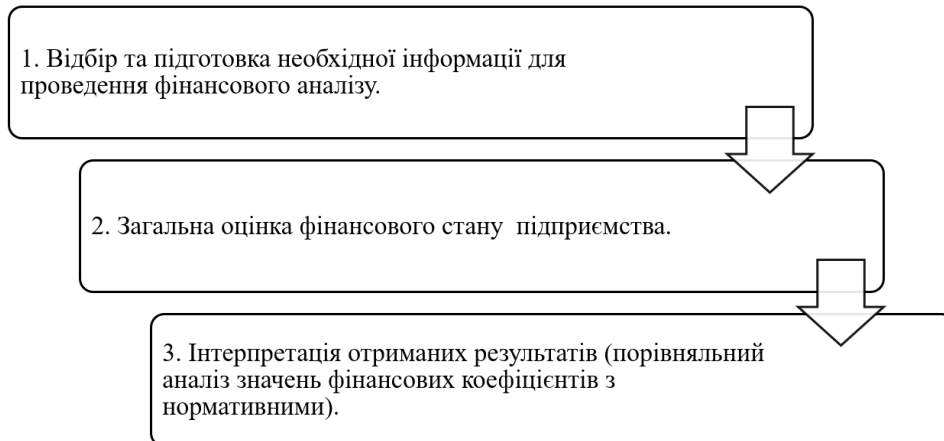 1. Відбір та підготовка необхідної інформації для
проведення фінансового аналізу.
2. Загальна оцінка фінансового стану  підприємства.
3. Інтерпретація отриманих результатів (порівняльний
аналіз значень фінансових коефіцієнтів з
нормативними).